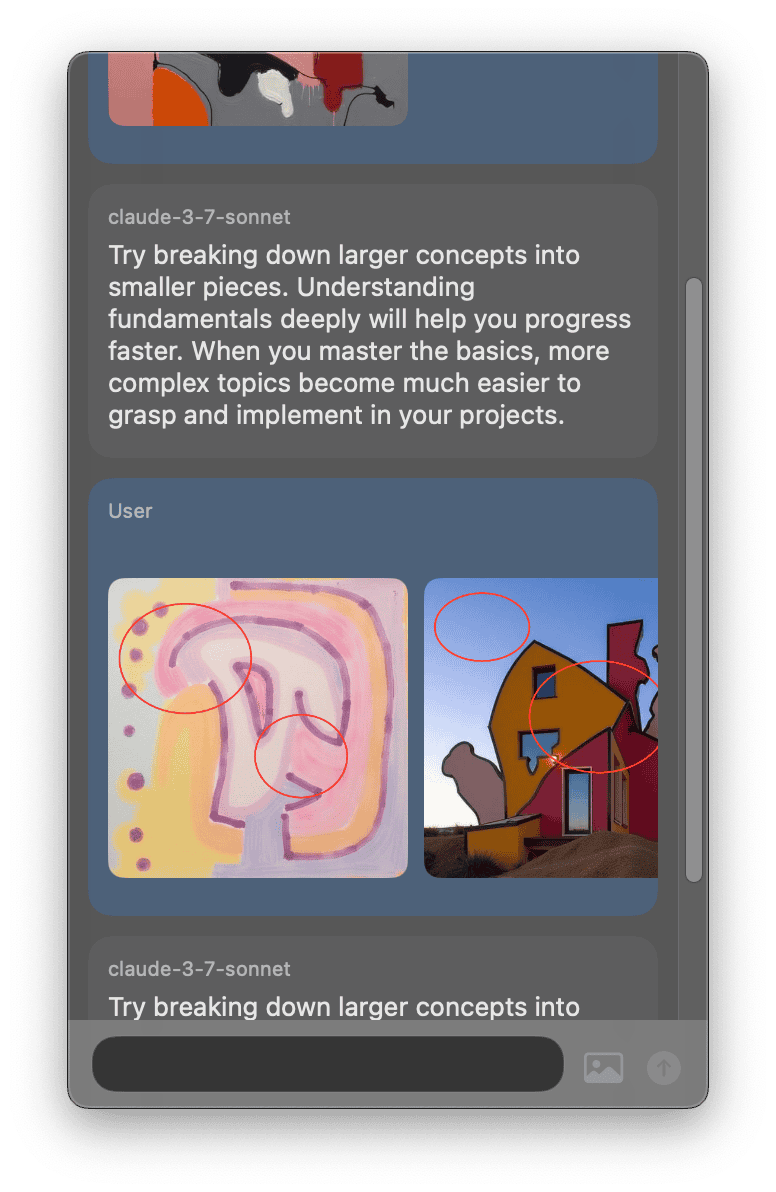 claude-3-7-sonnet
Try breaking down larger concepts into
smaller pieces. Understanding
fundamentals deeply will help you progress
faster. When you master the basics, more
complex topics become much easier to
grasp and implement in your projects.
User
claude-3-7-sonnet
Try breaking down larger concepts into